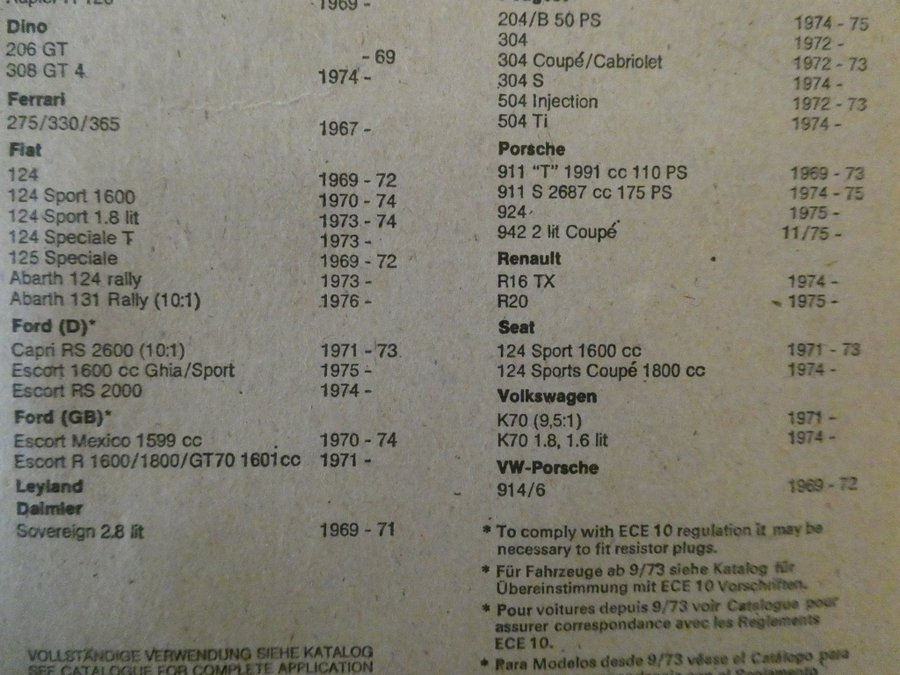 1969 -
Dino
206 GT - 69
308 GT 4 1974 -
Ferrari
275/330/365 1967 -
Fiat
124 1969 - 72
124 Sport 1600 1970 - 74
124 Sport 1.8 lit 1973 - 74
124 Speciale T 1973 -
125 Speciale 1969 - 72
Abarth 124 rally 1973 -
Abarth 131 Rally (10:1) 1976 -
Ford (D)*
Capri RS 2600 (10:1) 1971 - 73
Escort 1600 cc Ghia/Sport 1975 -
Escort RS 2000 1974 -
Ford (GB)*
Escort Mexico 1599 cc 1970 - 74
Escort R 1600/1800/GT70 1601cc 1971 -
Leyland
Daimler
Sovereign 2.8 lit 1969 - 71
VOLLSTÄNDIGE VERWENDUNG SIEHE KATALOG
SEE CATALOGUE FOR COMPLETE APPLICATION
Peugeot
204/B 50 PS 1974 - 75
304 1972 -
304 Coupé/Cabriolet 1972 - 73
304 S 1974 -
504 Injection 1972 - 73
504 Ti 1974 -
Porsche
911 "T" 1991 cc 110 PS 1969 - 73
911 S 2687 cc 175 PS 1974 - 75
924 1975 -
942 2 lit Coupé 11/75 -
Renault
R16 TX 1974 -
R20 1975 -
Seat
124 Sport 1600 cc 1971 - 73
124 Sports Coupé 1800 cc 1974 -
Volkswagen
K70 (9,5:1) 1971 -
K70 1.8, 1.6 lit 1974 -
VW-Porsche
914/6 1969 - 72
* To comply with ECE 10 regulation it may be
necessary to fit resistor plugs.
* Für Fahrzeuge ab 9/73 siehe Katalog für
Übereinstimmung mit ECE 10 Vorschriften.
* Pour voitures depuis 9/73 voir Catalogue pour
assurer correspondance avec les Reglements
ECE 10.
* Para Modelos desde 9/73 véase el Catálogo para